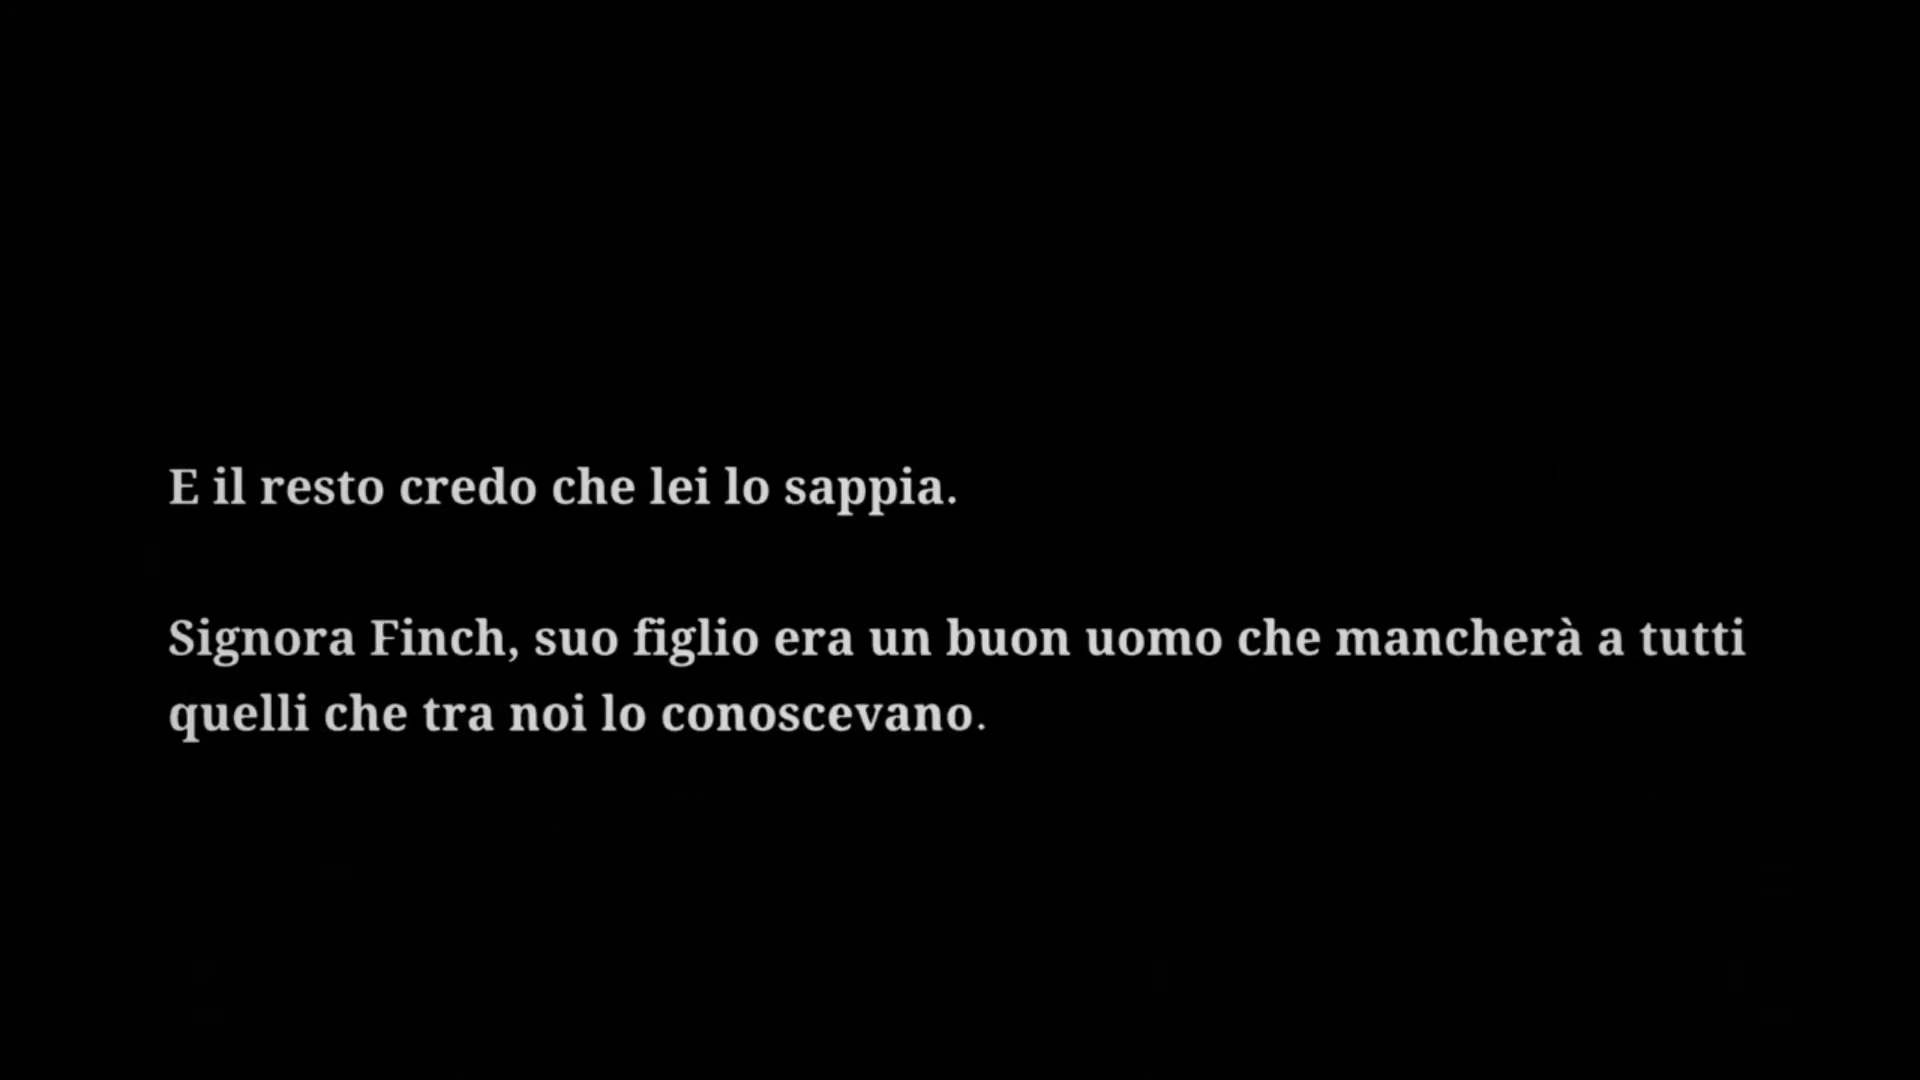 E il resto credo che lei lo sappia.
Signora Finch, suo figlio era un buon uomo che mancherà a tutti
quelli che tra noi lo conoscevano.